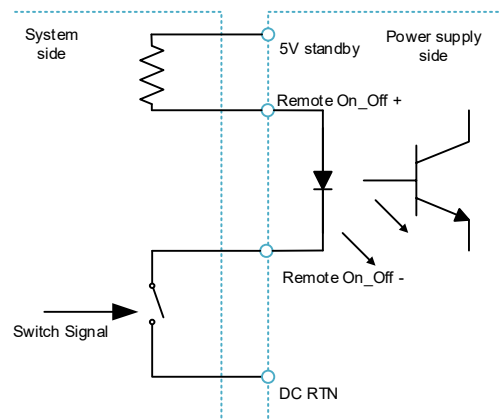 System
side
5V standby
Power supply
side
Remote On_Off +
Remote On_Off -
Switch Signal
DC RTN